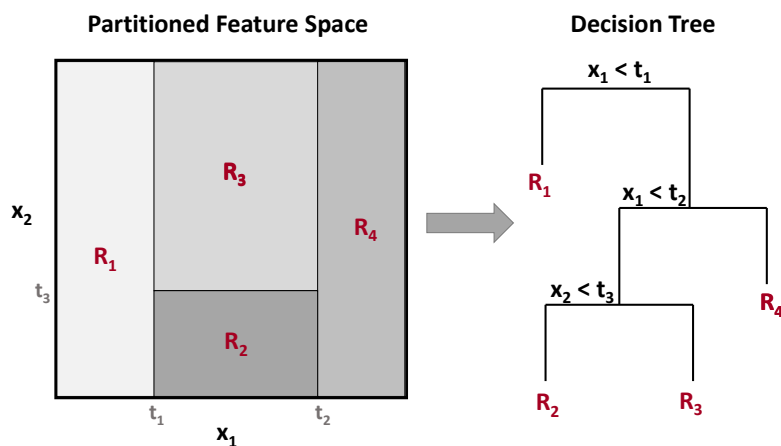 Partitioned Feature Space
R₃
x₂
R₄
R₁
t₃
R₂
t₁
t₂
x₁
Decision Tree
x₁ < t₁
R₁
x₁ < t₂
x₂ < t₃
R₄
R₂
R₃